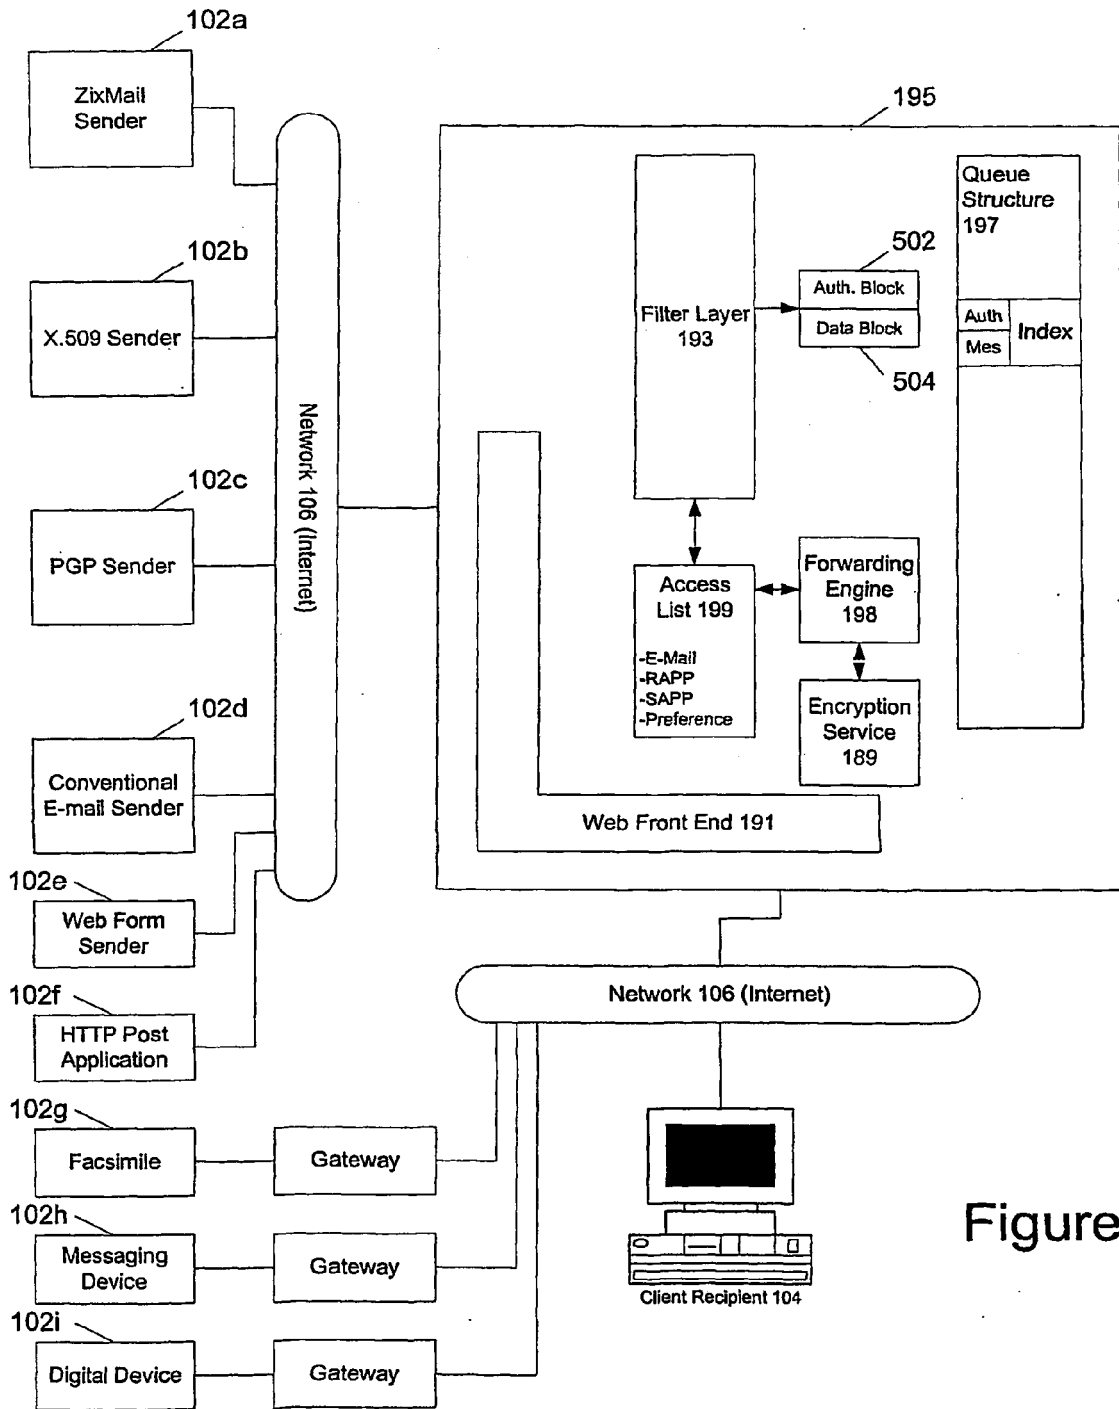 102a
ZixMail
Sender
102b
X.509 Sender
102c
PGP Sender
102d
Conventional
E-mail Sender
102e
Web Form
Sender
102f
HTTP Post
Application
102g
Facsimile
Gateway
102h
Messaging
Device
Gateway
102i
Digital Device
Gateway
Network 106 (Internet)
195
Filter Layer
193
502
Auth. Block
Data Block
504
Queue
Structure
197
Auth
Mes
Index
Access
List 199
-E-Mail
-RAPP
-SAPP
-Preference
Forwarding
Engine
198
Encryption
Service
189
Web Front End 191
Network 106 (Internet)
Client Recipient 104
Figure